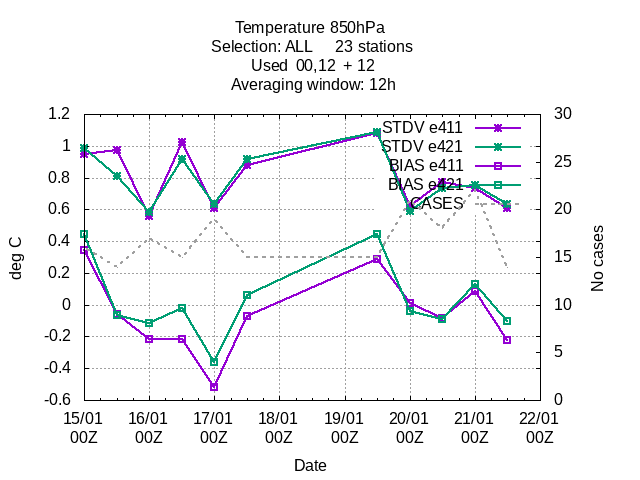 Temperature 850hPa
Selection: ALL 23 stations
Used 00,12 + 12
Averaging window: 12h
1.2
1
0.8
0.6
0.4
0.2
0
-0.2
-0.4
-0.6
deg C
30
25
20
15
10
5
0
No cases
STDV e411
STDV e421
BIAS e411
BIAS e421
CASES
15/01 16/01 17/01 18/01 19/01 20/01 21/01 22/01
00Z 00Z 00Z 00Z 00Z 00Z 00Z 00Z
Date